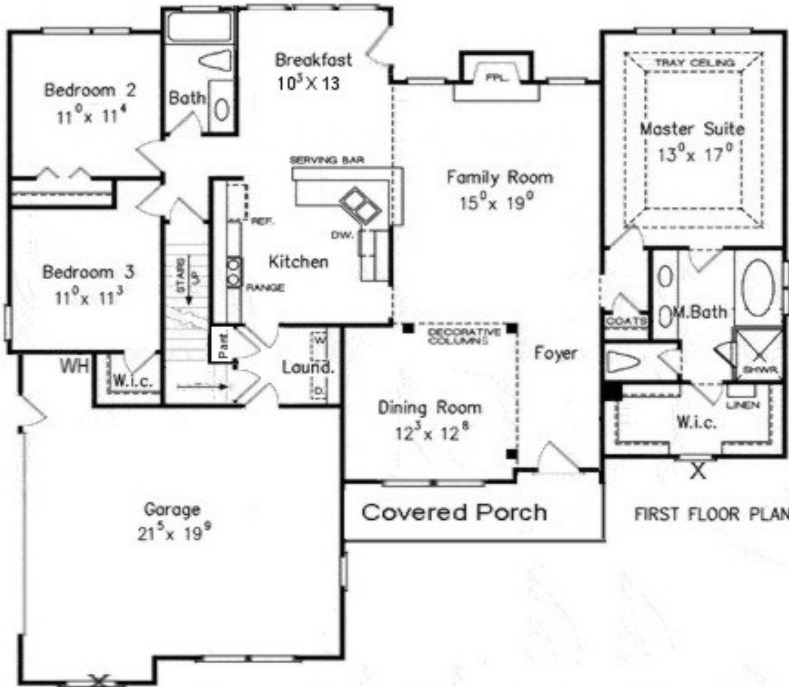 Breakfast
10³ X 13
Bedroom 2
11⁰ x 11⁴
Bath
FPL.
TRAY CEILING
Master Suite
13⁰ x 17⁰
SERVING BAR
Family Room
15⁰ x 19⁰
REF.
DW.
Kitchen
RANGE
STAIRS
UP
Bedroom 3
11⁰ x 11³
M.Bath
COATS
SHWR.
WH
W.i.c.
Pant.
Laund.
W
D
DECORATIVE
COLUMNS
Foyer
Dining Room
12³ x 12⁸
LINEN
W.i.c.
X
Garage
21⁵ x 19⁹
Covered Porch
FIRST FLOOR PLAN
X